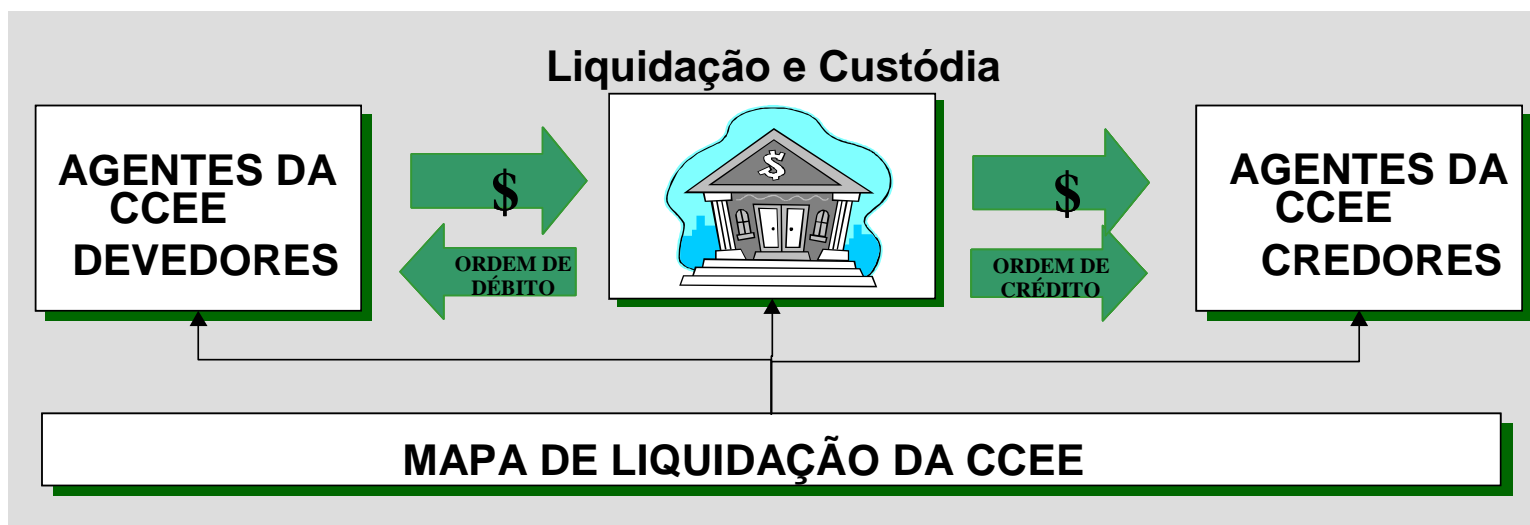 Liquidação e Custódia
AGENTES DA
CCEE
DEVEDORES
$
ORDEM DE
DÉBITO
$
$
ORDEM DE
CRÉDITO
AGENTES DA
CCEE
CREDORES
MAPA DE LIQUIDAÇÃO DA CCEE